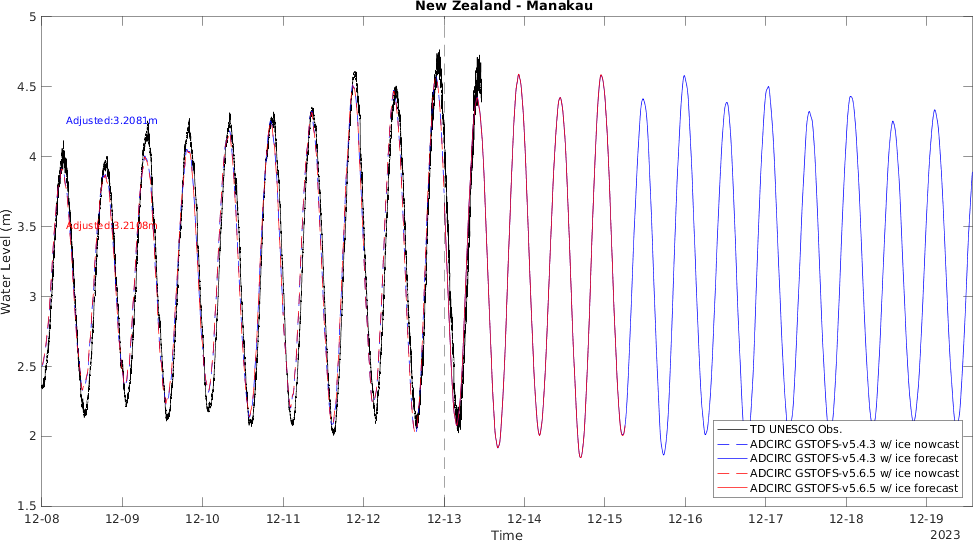 New Zealand - Manakau
5
4.5
4
3.5
3
2.5
2
1.5
Water Level (m)
Adjusted:3.2081m
Adjusted:3.2108m
TD UNESCO Obs.
ADCIRC GSTOFS-v5.4.3 w/ ice nowcast
ADCIRC GSTOFS-v5.4.3 w/ ice forecast
ADCIRC GSTOFS-v5.6.5 w/ ice nowcast
ADCIRC GSTOFS-v5.6.5 w/ ice forecast
12-08 12-09 12-10 12-11 12-12 12-13 12-14 12-15 12-16 12-17 12-18 12-19
2023
Time